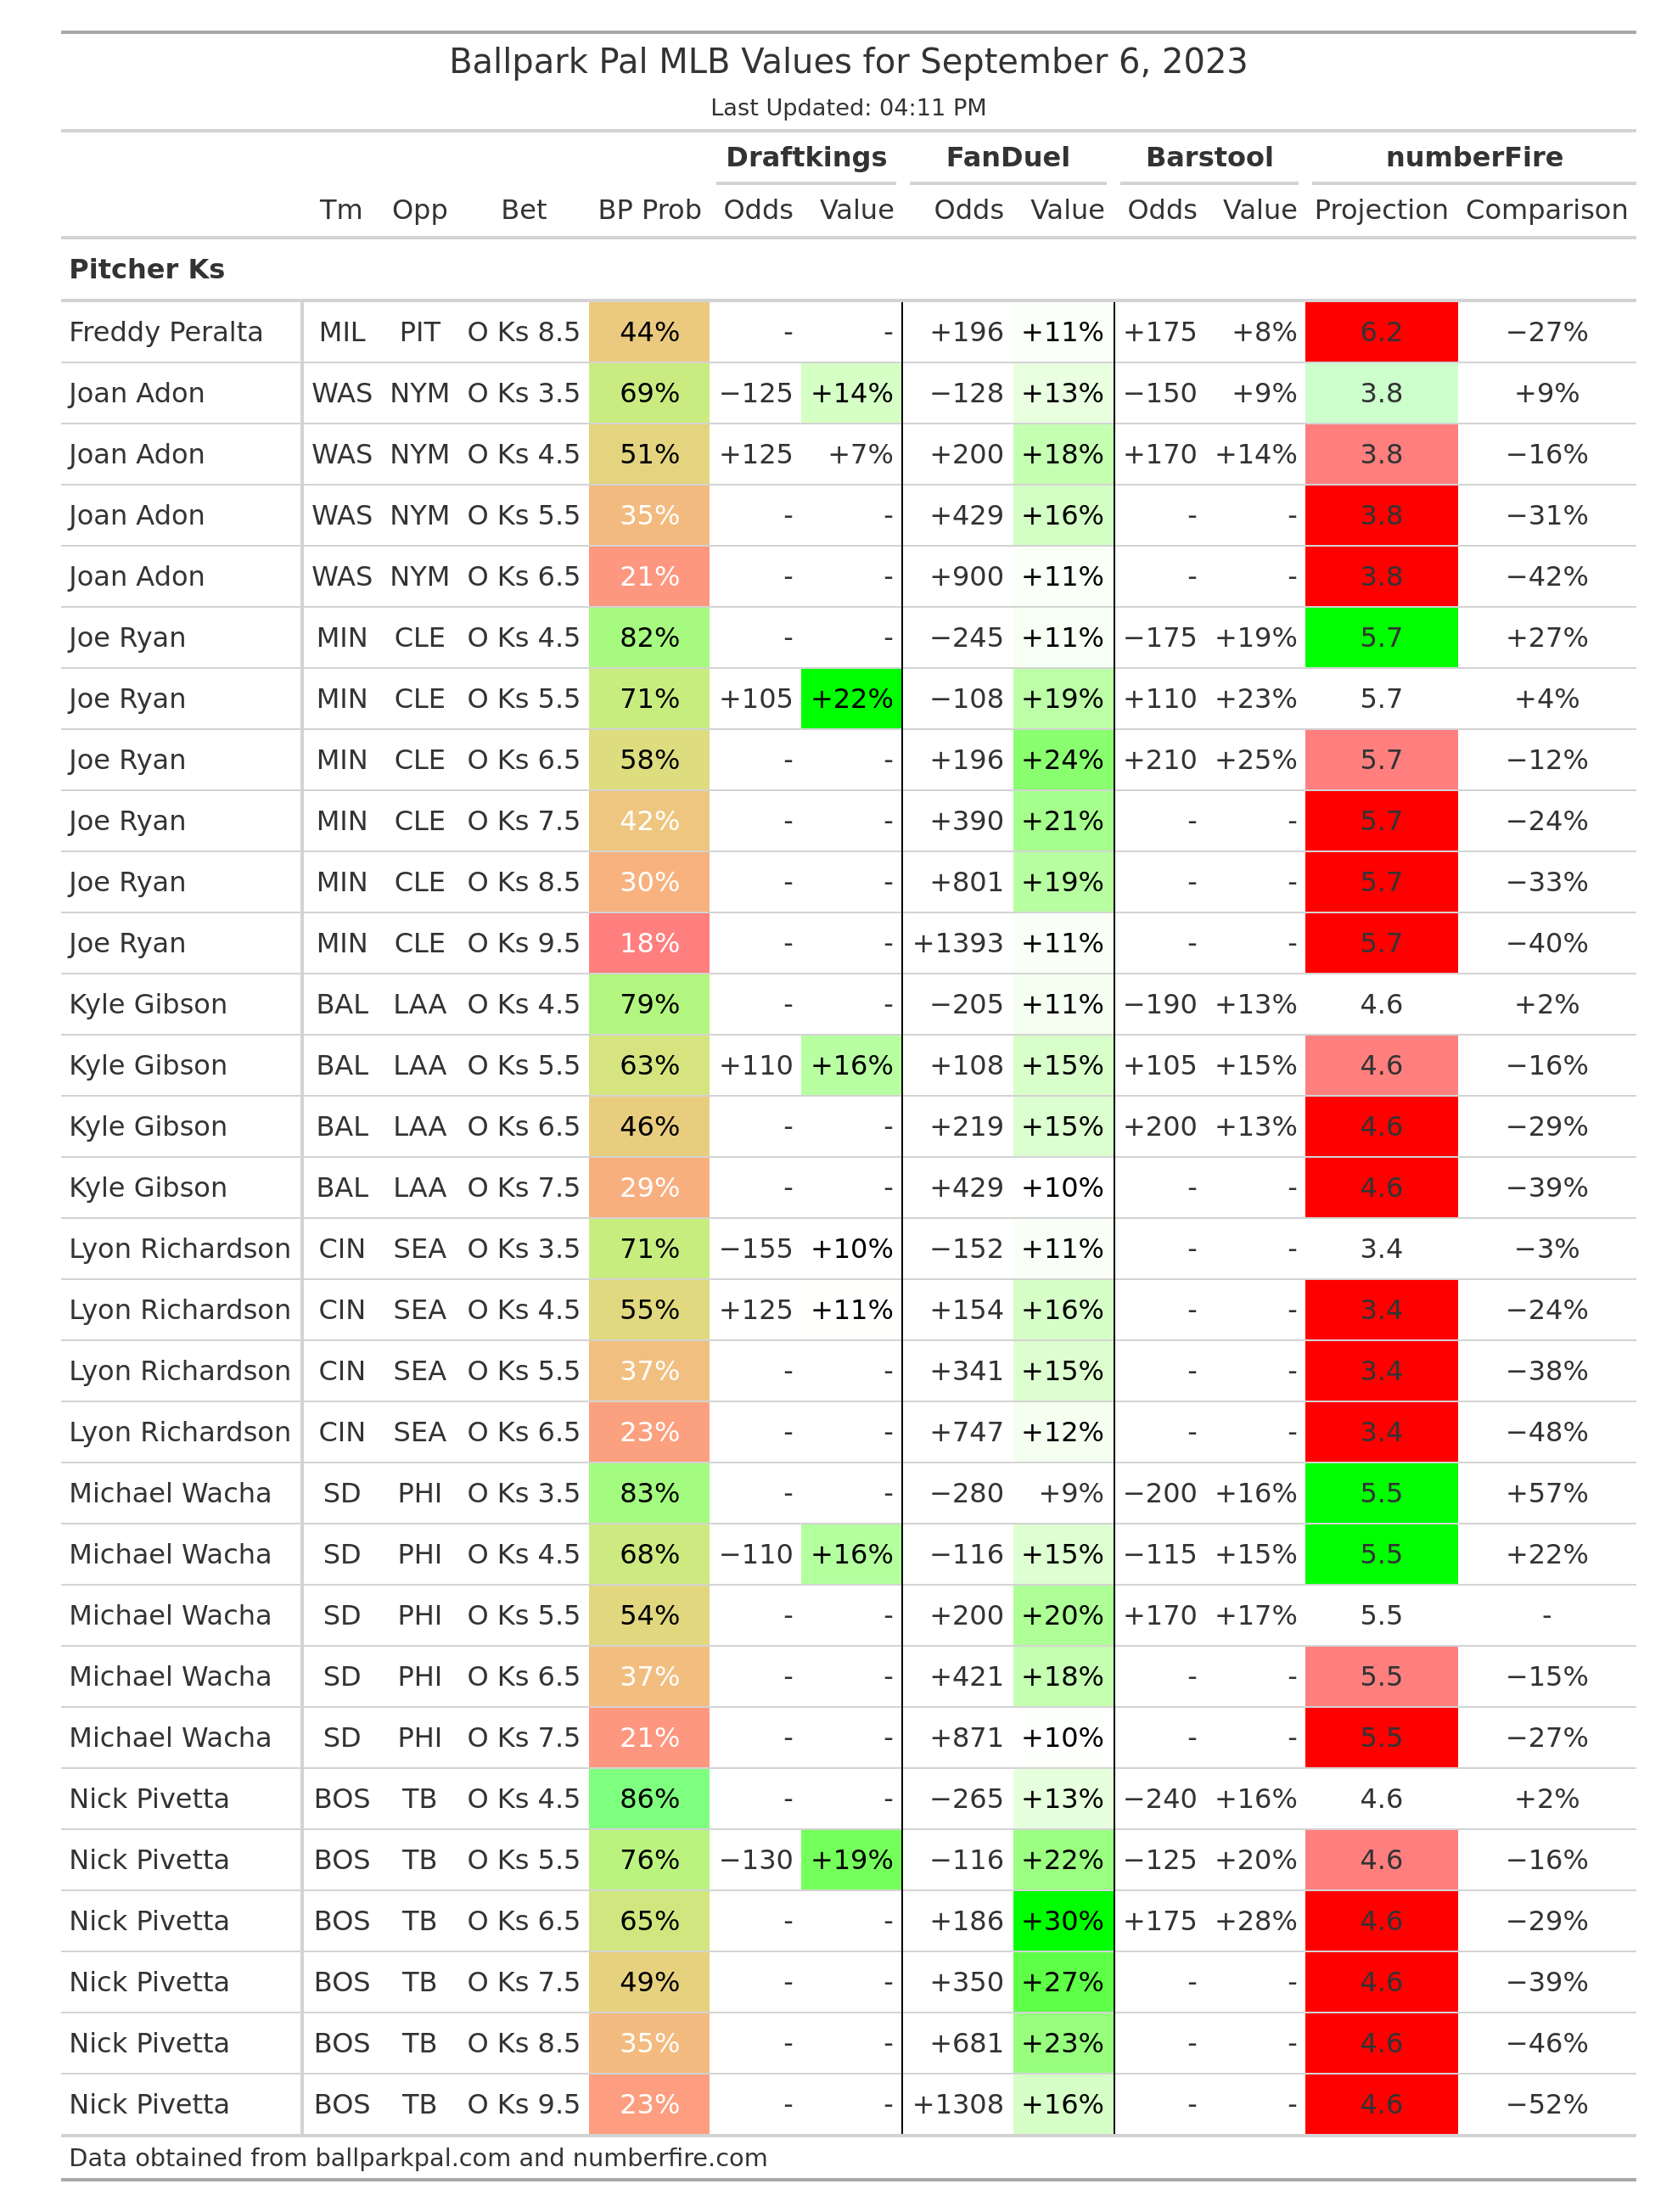 Ballpark Pal MLB Values for September 6, 2023
Last Updated: 04:11 PM
Draftkings FanDuel Barstool numberFire
Tm Opp Bet BP Prob Odds Value Odds Value Odds Value Projection Comparison
Pitcher Ks
Freddy Peralta MIL PIT O Ks 8.5 44% - - +196 +11% +175 +8% 6.2 −27%
Joan Adon WAS NYM O Ks 3.5 69% −125 +14% −128 +13% −150 +9% 3.8 +9%
Joan Adon WAS NYM O Ks 4.5 51% +125 +7% +200 +18% +170 +14% 3.8 −16%
Joan Adon WAS NYM O Ks 5.5 35% - - +429 +16% - - 3.8 −31%
Joan Adon WAS NYM O Ks 6.5 21% - - +900 +11% - - 3.8 −42%
Joe Ryan MIN CLE O Ks 4.5 82% - - −245 +11% −175 +19% 5.7 +27%
Joe Ryan MIN CLE O Ks 5.5 71% +105 +22% −108 +19% +110 +23% 5.7 +4%
Joe Ryan MIN CLE O Ks 6.5 58% - - +196 +24% +210 +25% 5.7 −12%
Joe Ryan MIN CLE O Ks 7.5 42% - - +390 +21% - - 5.7 −24%
Joe Ryan MIN CLE O Ks 8.5 30% - - +801 +19% - - 5.7 −33%
Joe Ryan MIN CLE O Ks 9.5 18% - - +1393 +11% - - 5.7 −40%
Kyle Gibson BAL LAA O Ks 4.5 79% - - −205 +11% −190 +13% 4.6 +2%
Kyle Gibson BAL LAA O Ks 5.5 63% +110 +16% +108 +15% +105 +15% 4.6 −16%
Kyle Gibson BAL LAA O Ks 6.5 46% - - +219 +15% +200 +13% 4.6 −29%
Kyle Gibson BAL LAA O Ks 7.5 29% - - +429 +10% - - 4.6 −39%
Lyon Richardson CIN SEA O Ks 3.5 71% −155 +10% −152 +11% - - 3.4 −3%
Lyon Richardson CIN SEA O Ks 4.5 55% +125 +11% +154 +16% - - 3.4 −24%
Lyon Richardson CIN SEA O Ks 5.5 37% - - +341 +15% - - 3.4 −38%
Lyon Richardson CIN SEA O Ks 6.5 23% - - +747 +12% - - 3.4 −48%
Michael Wacha SD PHI O Ks 3.5 83% - - −280 +9% −200 +16% 5.5 +57%
Michael Wacha SD PHI O Ks 4.5 68% −110 +16% −116 +15% −115 +15% 5.5 +22%
Michael Wacha SD PHI O Ks 5.5 54% - - +200 +20% +170 +17% 5.5 -
Michael Wacha SD PHI O Ks 6.5 37% - - +421 +18% - - 5.5 −15%
Michael Wacha SD PHI O Ks 7.5 21% - - +871 +10% - - 5.5 −27%
Nick Pivetta BOS TB O Ks 4.5 86% - - −265 +13% −240 +16% 4.6 +2%
Nick Pivetta BOS TB O Ks 5.5 76% −130 +19% −116 +22% −125 +20% 4.6 −16%
Nick Pivetta BOS TB O Ks 6.5 65% - - +186 +30% +175 +28% 4.6 −29%
Nick Pivetta BOS TB O Ks 7.5 49% - - +350 +27% - - 4.6 −39%
Nick Pivetta BOS TB O Ks 8.5 35% - - +681 +23% - - 4.6 −46%
Nick Pivetta BOS TB O Ks 9.5 23% - - +1308 +16% - - 4.6 −52%
Data obtained from ballparkpal.com and numberfire.com